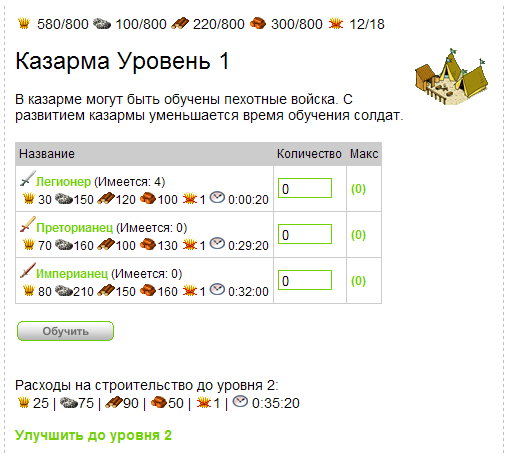 580/800 100/800 220/800 300/800 12/18
Казарма Уровень 1
В казарме могут быть обучены пехотные войска. С
развитием казармы уменьшается время обучения солдат.
Название Количество Макс
Легионер (Имеется: 4)
30 150 120 100 1 0:00:20 0 (0)
Преторианец (Имеется: 0)
70 160 100 130 1 0:29:20 0 (0)
Империанец (Имеется: 0)
80 210 150 160 1 0:32:00 0 (0)
Обучить
Расходы на строительство до уровня 2:
25 | 75 | 90 | 50 | 1 | 0:35:20
Улучшить до уровня 2